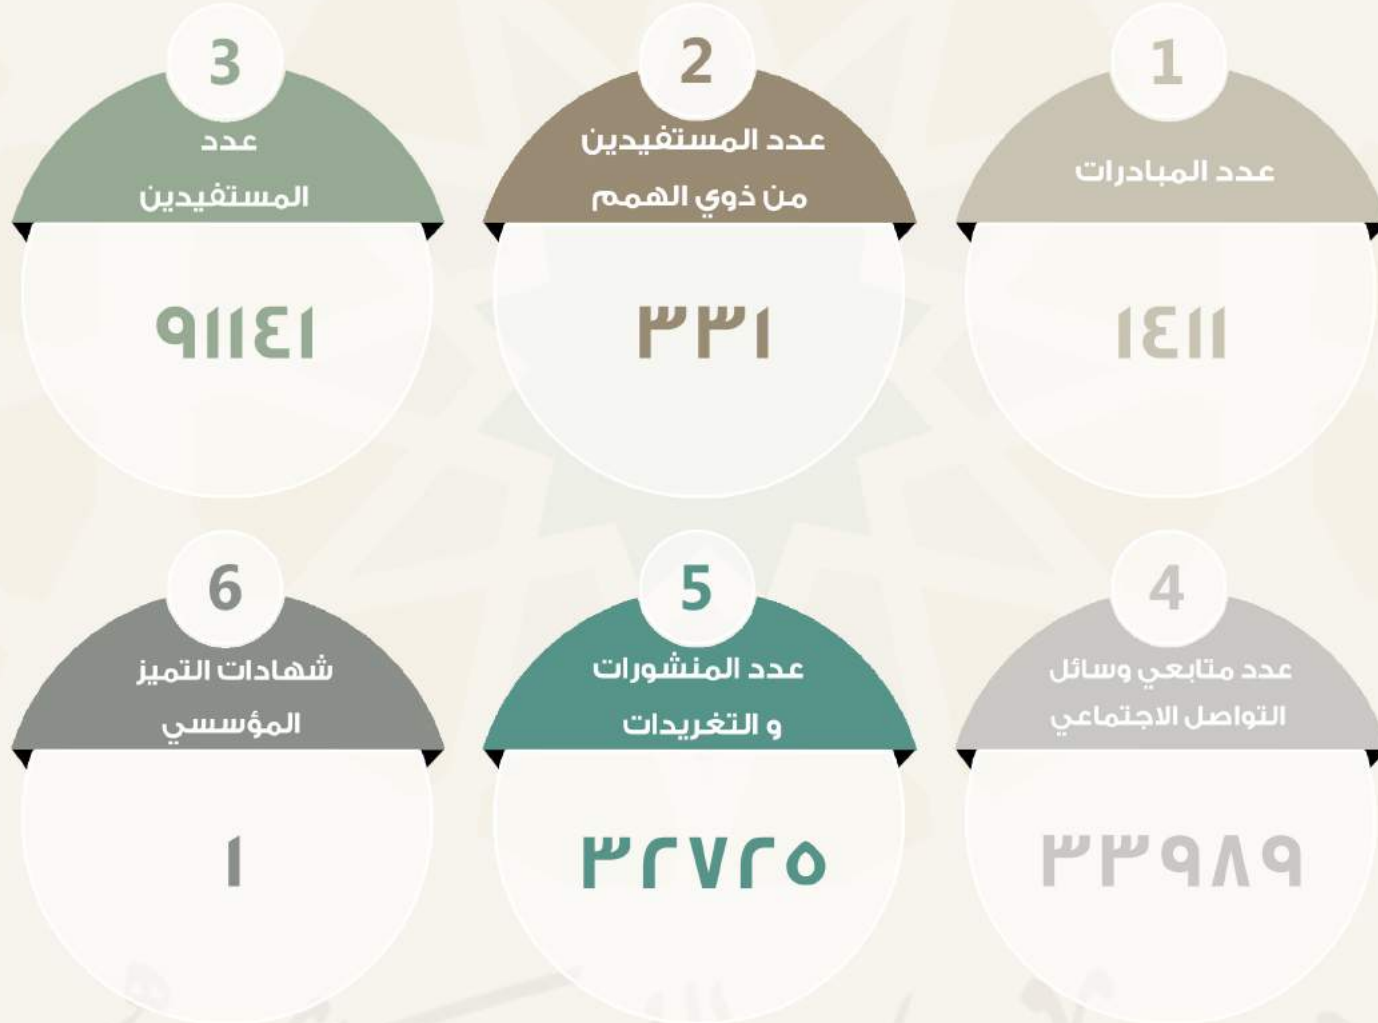 1
عدد المبادرات
١٤١١
2
عدد المستفيدين
من ذوي الهمم
٣٣١
3
عدد
المستفيدين
٩١١٤١
4
عدد متابعي وسائل
التواصل الاجتماعي
٣٣٩٨٩
5
عدد المنشورات
و التغريدات
٣٢٧٢٥
6
شهادات التميز
المؤسسي
١